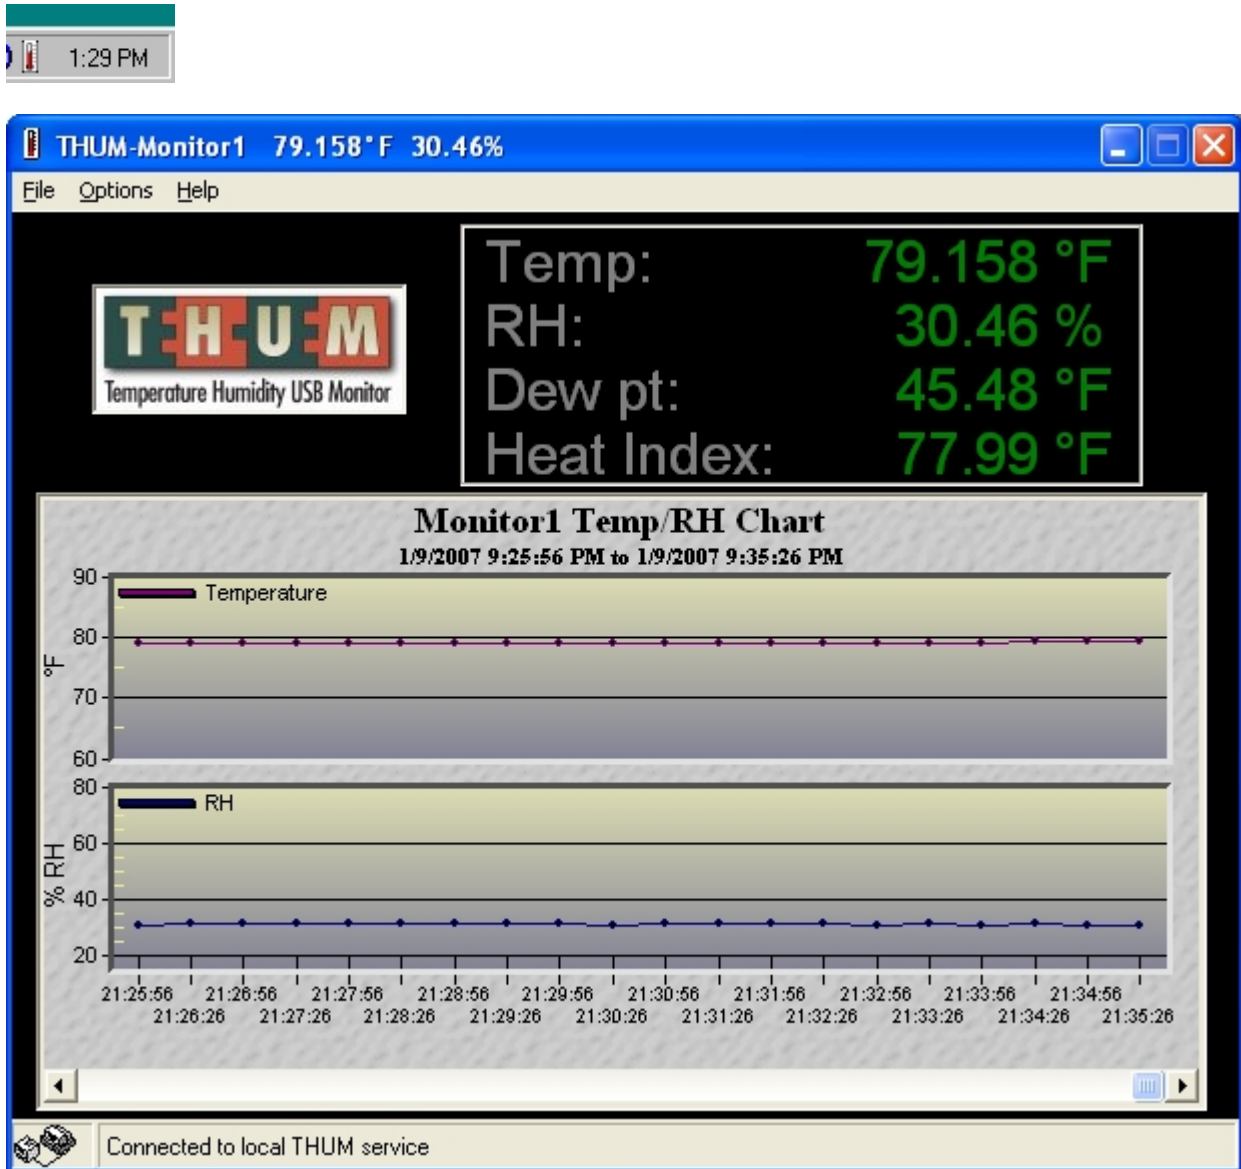 1:29 PM
THUM-Monitor1 79.158°F 30.46%
File Options Help
Temp: 79.158 °F
RH: 30.46 %
Dew pt: 45.48 °F
Heat Index: 77.99 °F
THUM
Temperature Humidity USB Monitor
Monitor1 Temp/RH Chart
1/9/2007 9:25:56 PM to 1/9/2007 9:35:26 PM
90
Temperature
80
°F
70
60
80
RH
60
% RH
40
20
21:25:56 21:26:56 21:27:56 21:28:56 21:29:56 21:30:56 21:31:56 21:32:56 21:33:56 21:34:56
21:26:26 21:27:26 21:28:26 21:29:26 21:30:26 21:31:26 21:32:26 21:33:26 21:34:26 21:35:26
Connected to local THUM service